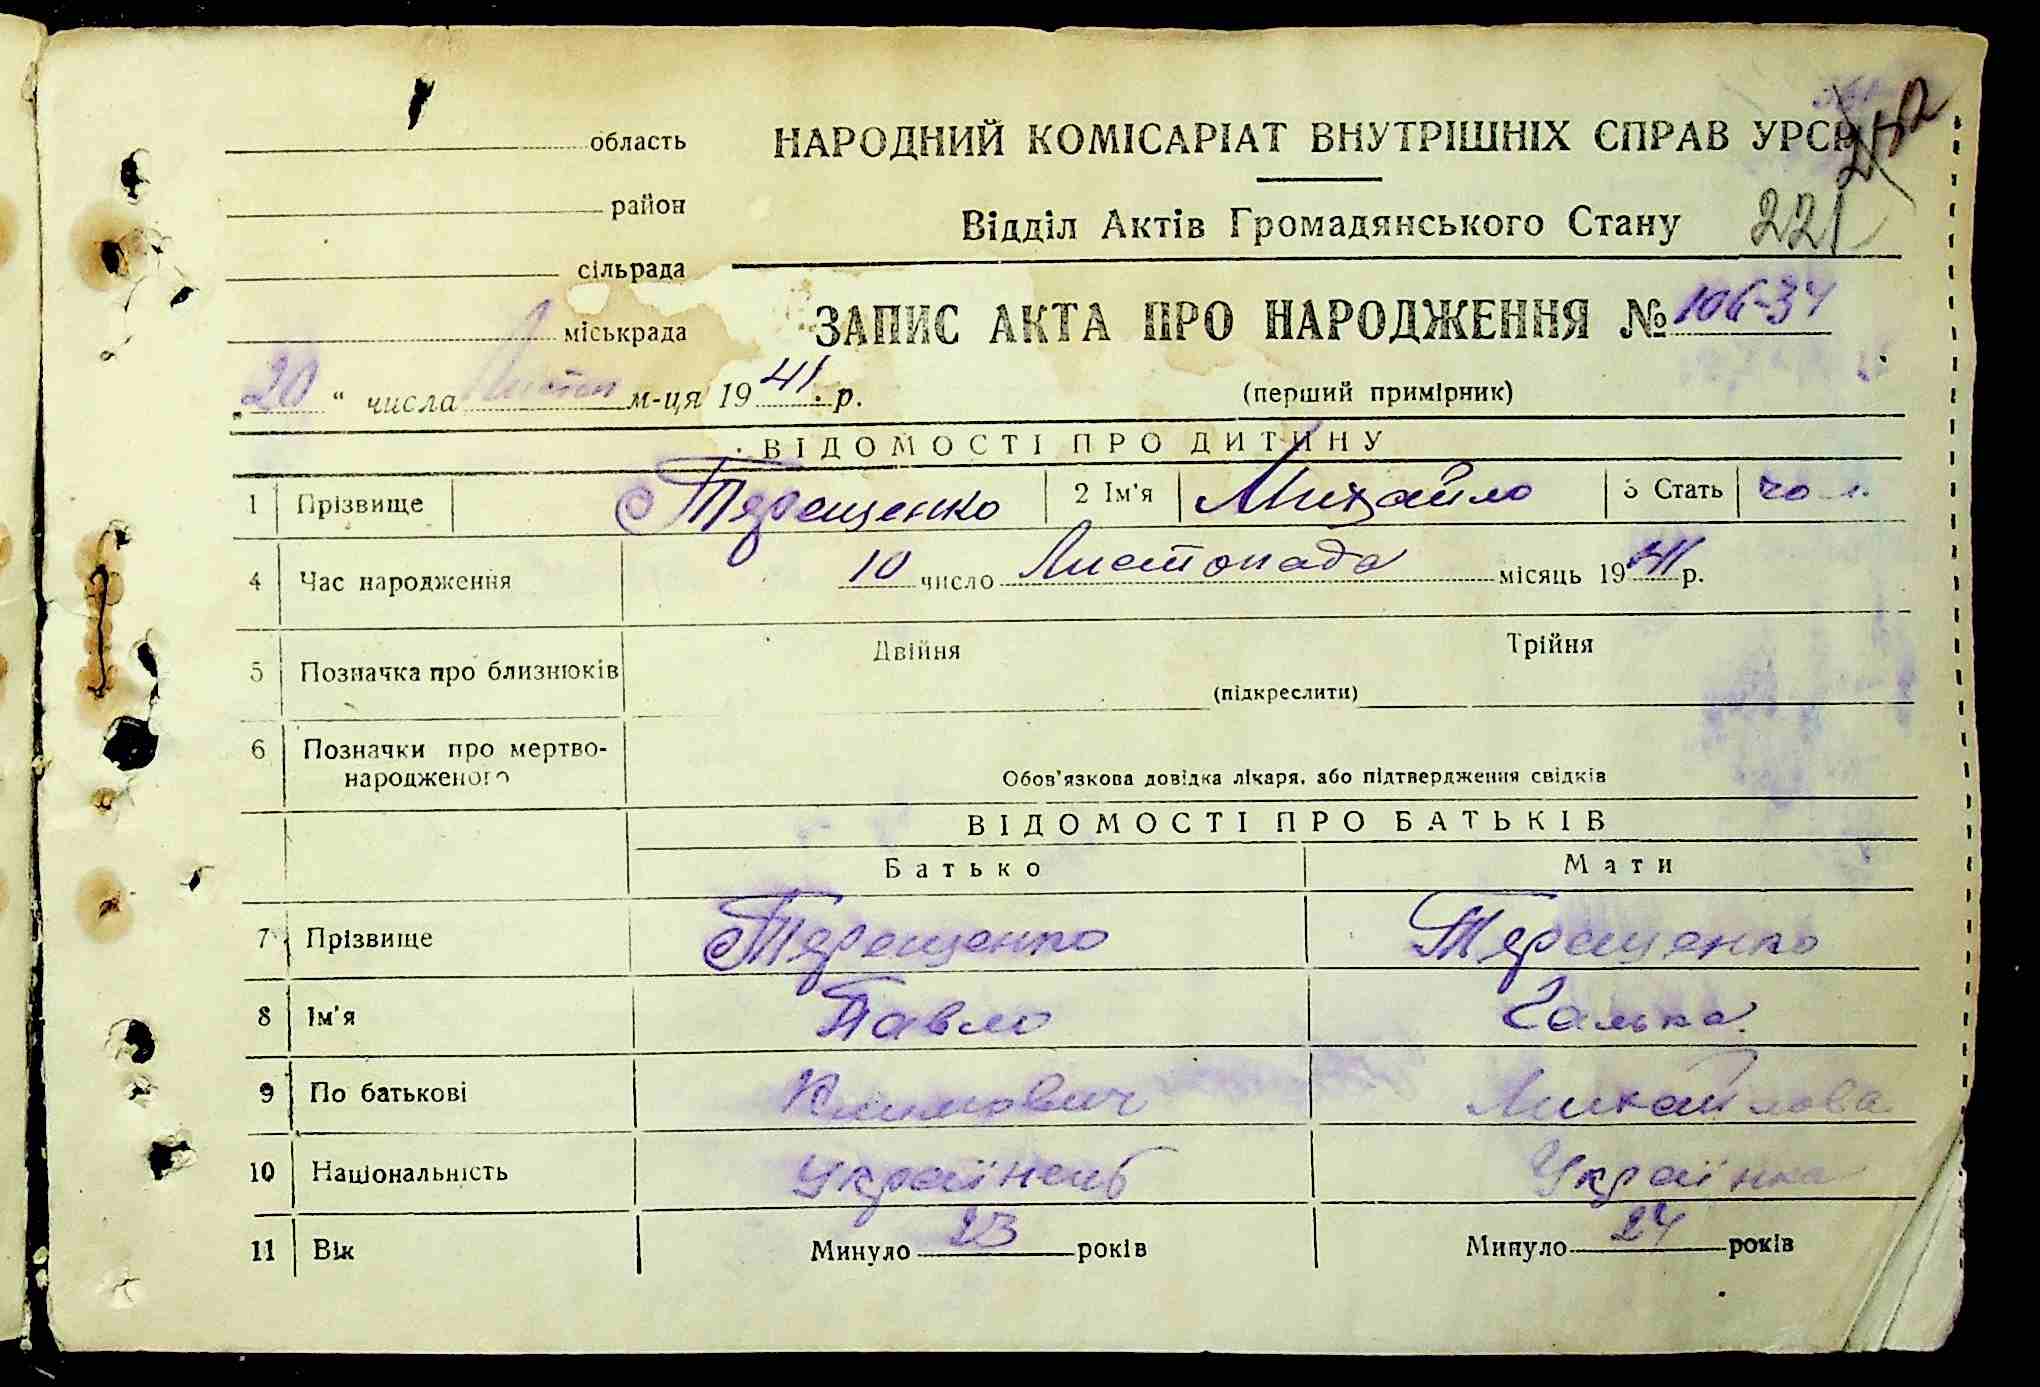 область
НАРОДНИЙ КОМІСАРІАТ ВНУТРІШНІХ СПРАВ УРСР
район
Відділ Актів Громадянського Стану 221
сільрада
ЗАПИС АКТА ПРО НАРОДЖЕННЯ № 106-34
міськрада
„20“ числа Листоп м-ця 1941. р.
(перший примірник)
ВІДОМОСТІ ПРО ДИТИНУ
1 Прізвище Терещенко 2 Ім'я Михайло 3 Стать чол.
4 Час народження 10 число Листопада місяць 1941 р.
5 Позначка про близнюків Двійня Трійня
(підкреслити)
6 Позначки про мертво-
народженого Обов'язкова довідка лікаря, або підтвердження свідків
ВІДОМОСТІ ПРО БАТЬКІВ
Батько Мати
7 Прізвище Терещенко Терещенко
8 Ім'я Павло Галька
9 По батькові Климович Михайлова
10 Національність Українець Українка
11 Вік Минуло 23 років Минуло 24 років